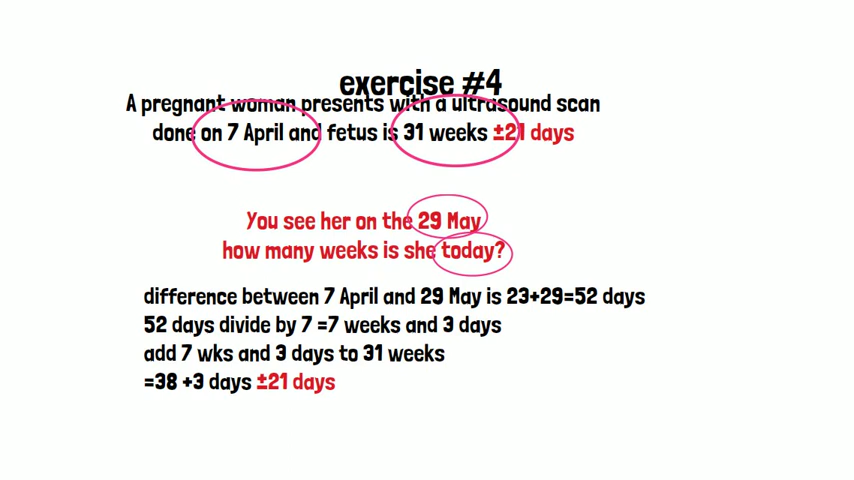 exercise #4
A pregnant woman presents with a ultrasound scan
done on 7 April and fetus is 31 weeks ±21 days
You see her on the 29 May
how many weeks is she today?
difference between 7 April and 29 May is 23+29=52 days
52 days divide by 7 =7 weeks and 3 days
add 7 wks and 3 days to 31 weeks
=38 +3 days ±21 days